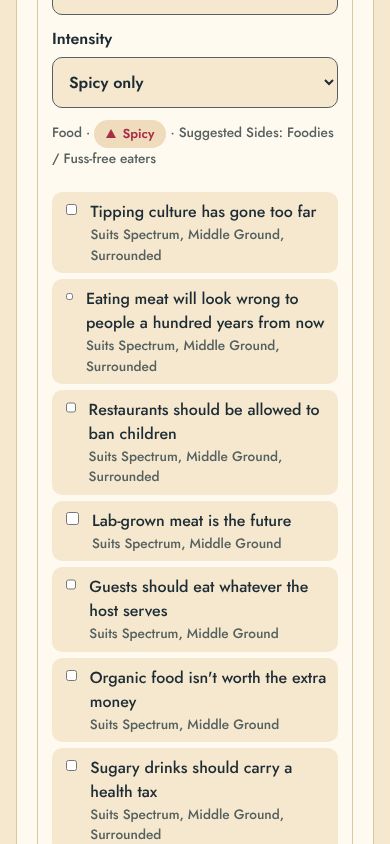 Intensity
Spicy only
Food · ▲ Spicy · Suggested Sides: Foodies
/ Fuss-free eaters
Tipping culture has gone too far
Suits Spectrum, Middle Ground,
Surrounded
Eating meat will look wrong to
people a hundred years from now
Suits Spectrum, Middle Ground,
Surrounded
Restaurants should be allowed to
ban children
Suits Spectrum, Middle Ground,
Surrounded
Lab-grown meat is the future
Suits Spectrum, Middle Ground
Guests should eat whatever the
host serves
Suits Spectrum, Middle Ground
Organic food isn't worth the extra
money
Suits Spectrum, Middle Ground
Sugary drinks should carry a
health tax
Suits Spectrum, Middle Ground,
Surrounded